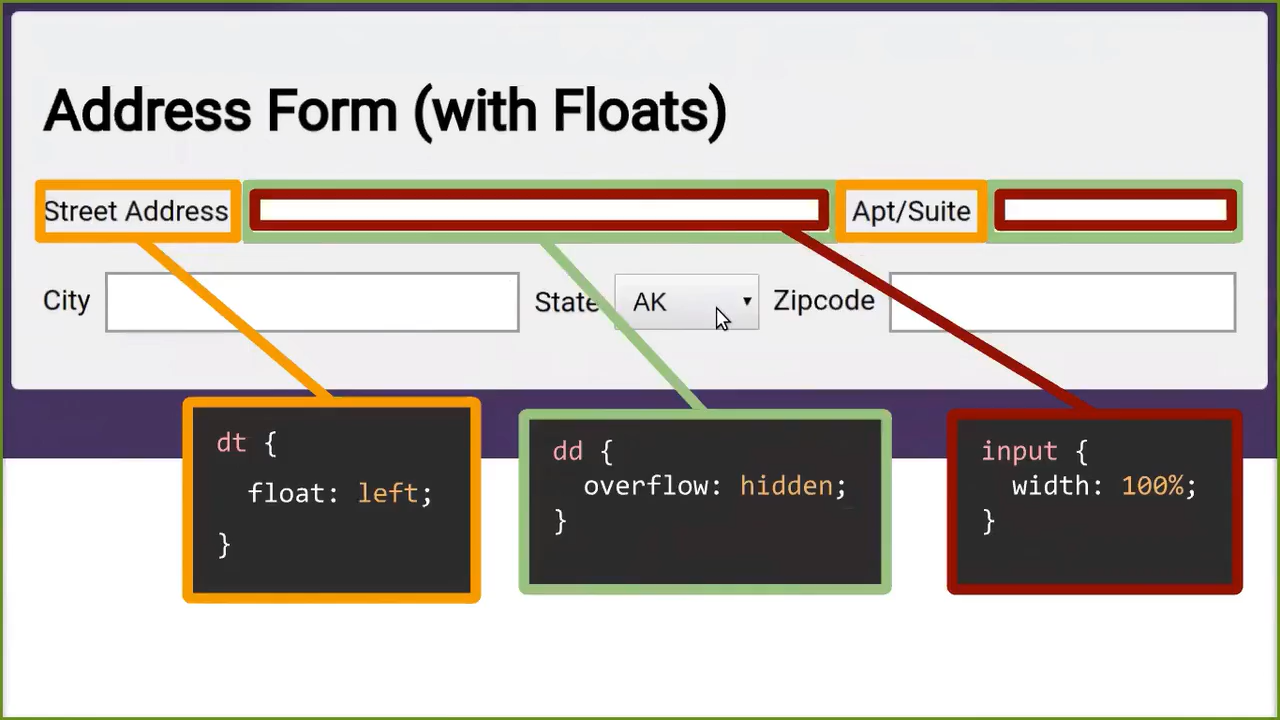 Address Form (with Floats)
Street Address Apt/Suite
City State AK Zipcode
dt {
float: left;
}
dd {
overflow: hidden;
}
input {
width: 100%;
}